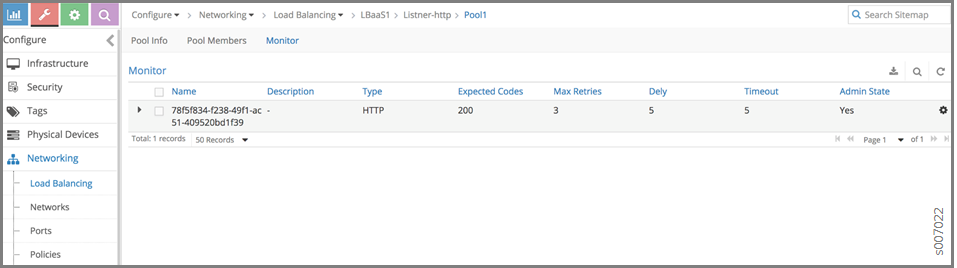 Configure Networking Load Balancing LBaaS1 Listner-http Pool1
Search Sitemap
Configure
Infrastructure
Security
Tags
Physical Devices
Networking
Load Balancing
Networks
Ports
Policies
Pool Info Pool Members Monitor
Monitor
Name Description Type Expected Codes Max Retries Dely Timeout Admin State
78f5f834-f238-49f1-ac - HTTP 200 3 5 5 Yes
51-409520bd1f39
Total: 1 records 50 Records Page 1 of 1
s007022